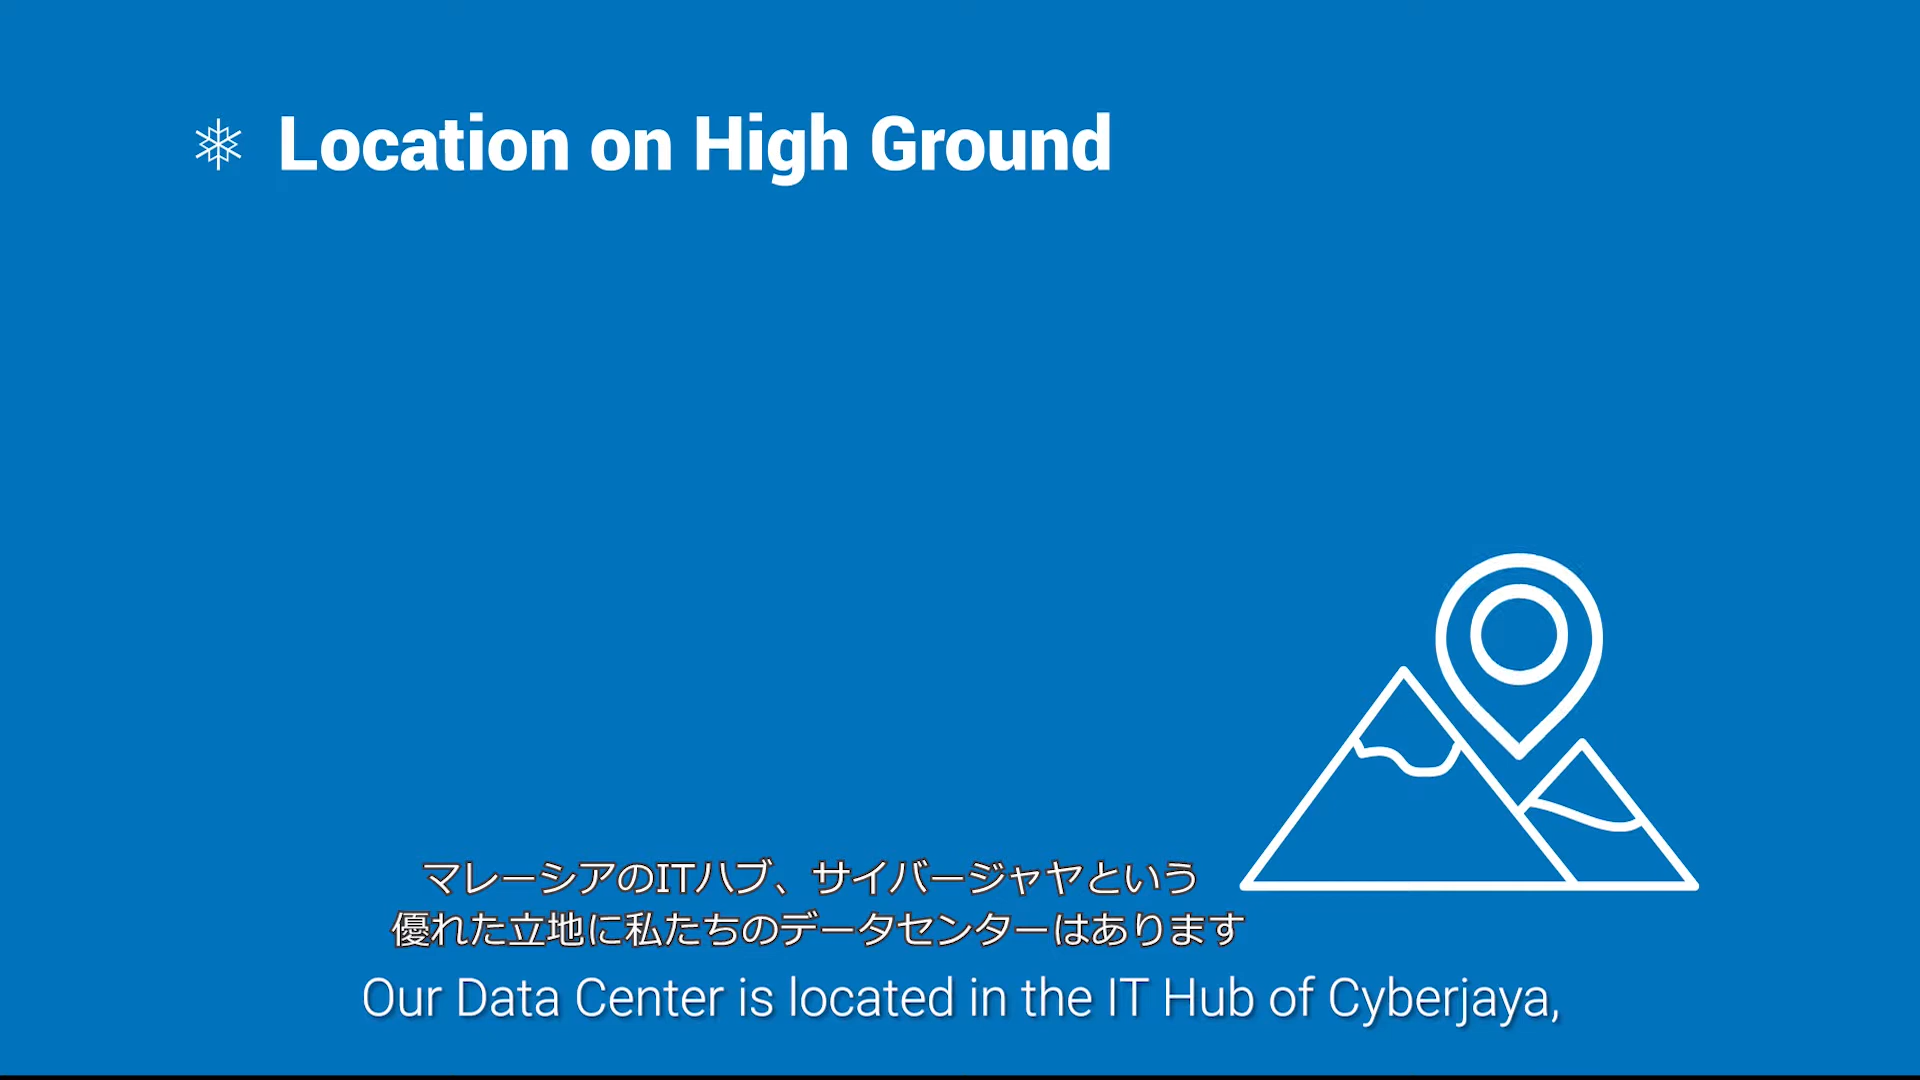 Location on High Ground
マレーシアのITハブ、サイバージャヤという
優れた立地に私たちのデータセンターはあります
Our Data Center is located in the IT Hub of Cyberjaya,